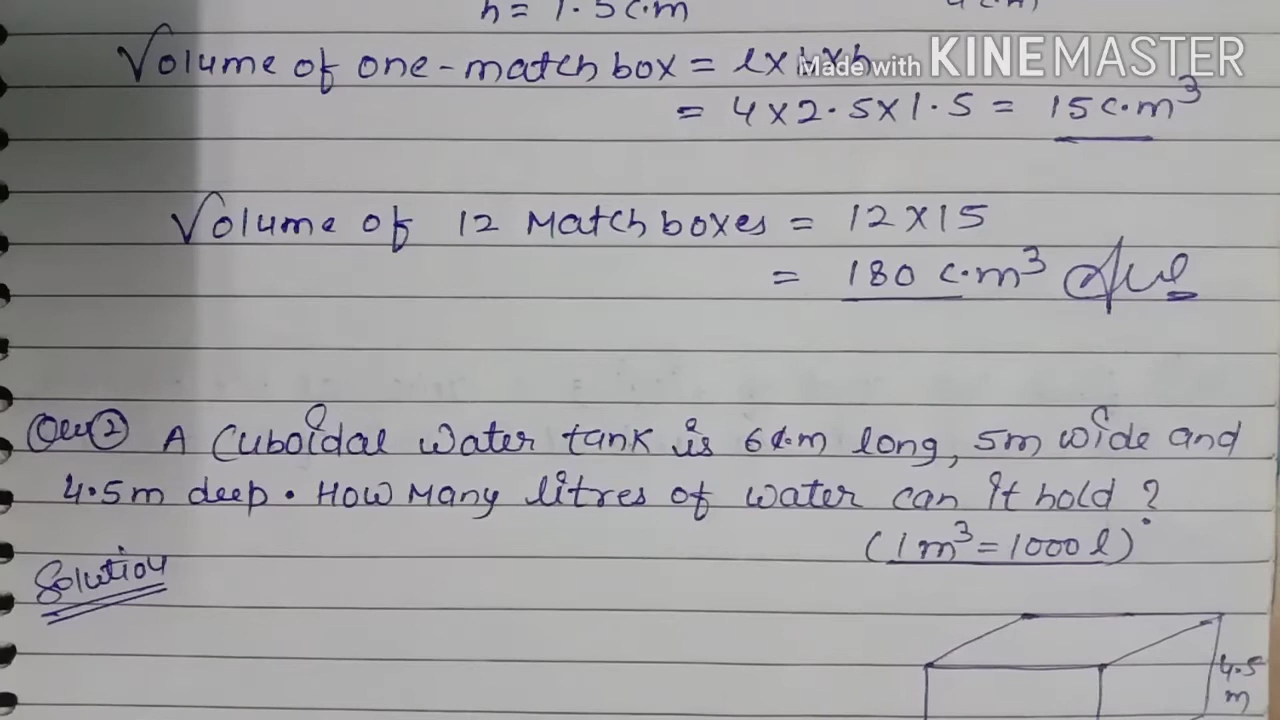 h = 1.5 c.m
Volume of one-match box = l x b x h
Made with KINEMASTER
= 4 x 2.5 x 1.5 = 15 c.m³
Volume of 12 Match boxes = 12 x 15
= 180 c.m³
Que ② A Cuboidal water tank is 6 m long, 5m wide and
4.5m deep. How Many litres of water can it hold ?
(1 m³ = 1000 l)
Solution
4.5
m